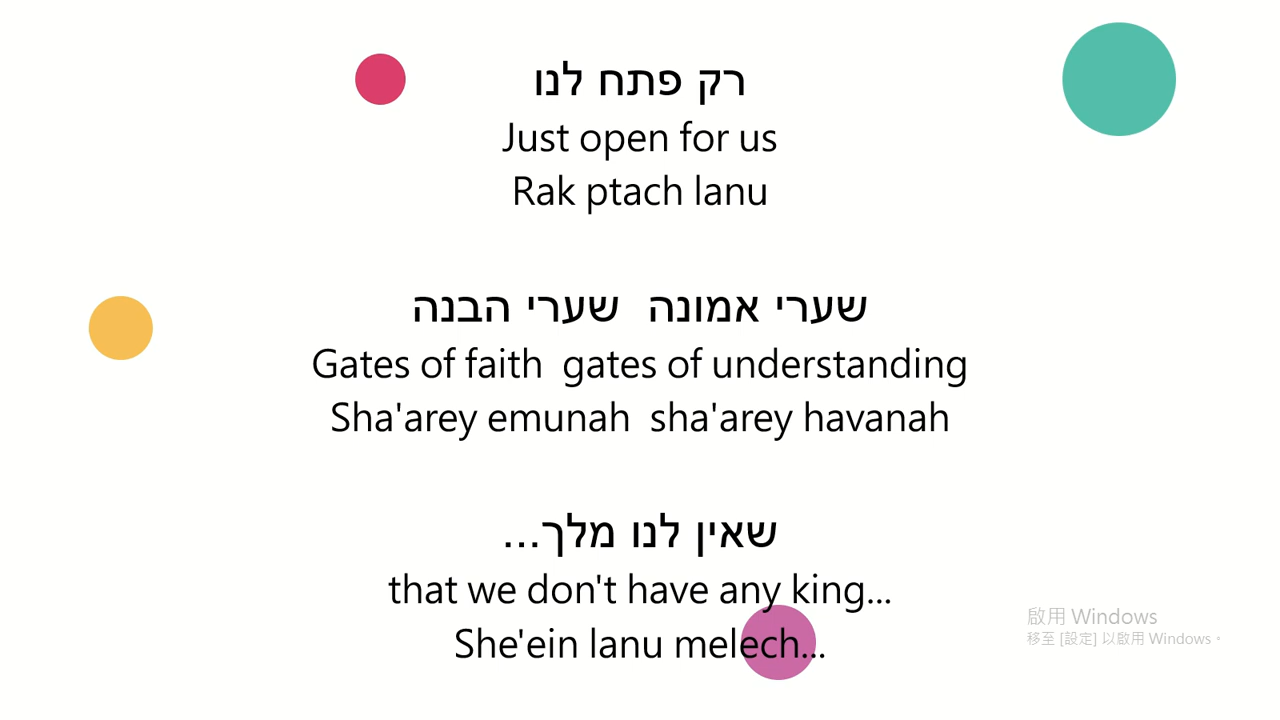 רק פתח לנו
Just open for us
Rak ptach lanu
שערי אמונה  שערי הבנה
Gates of faith  gates of understanding
Sha'arey emunah  sha'arey havanah
שאין לנו מלך...
that we don't have any king...
She'ein lanu melech...
啟用 Windows
移至 [設定] 以啟用 Windows。